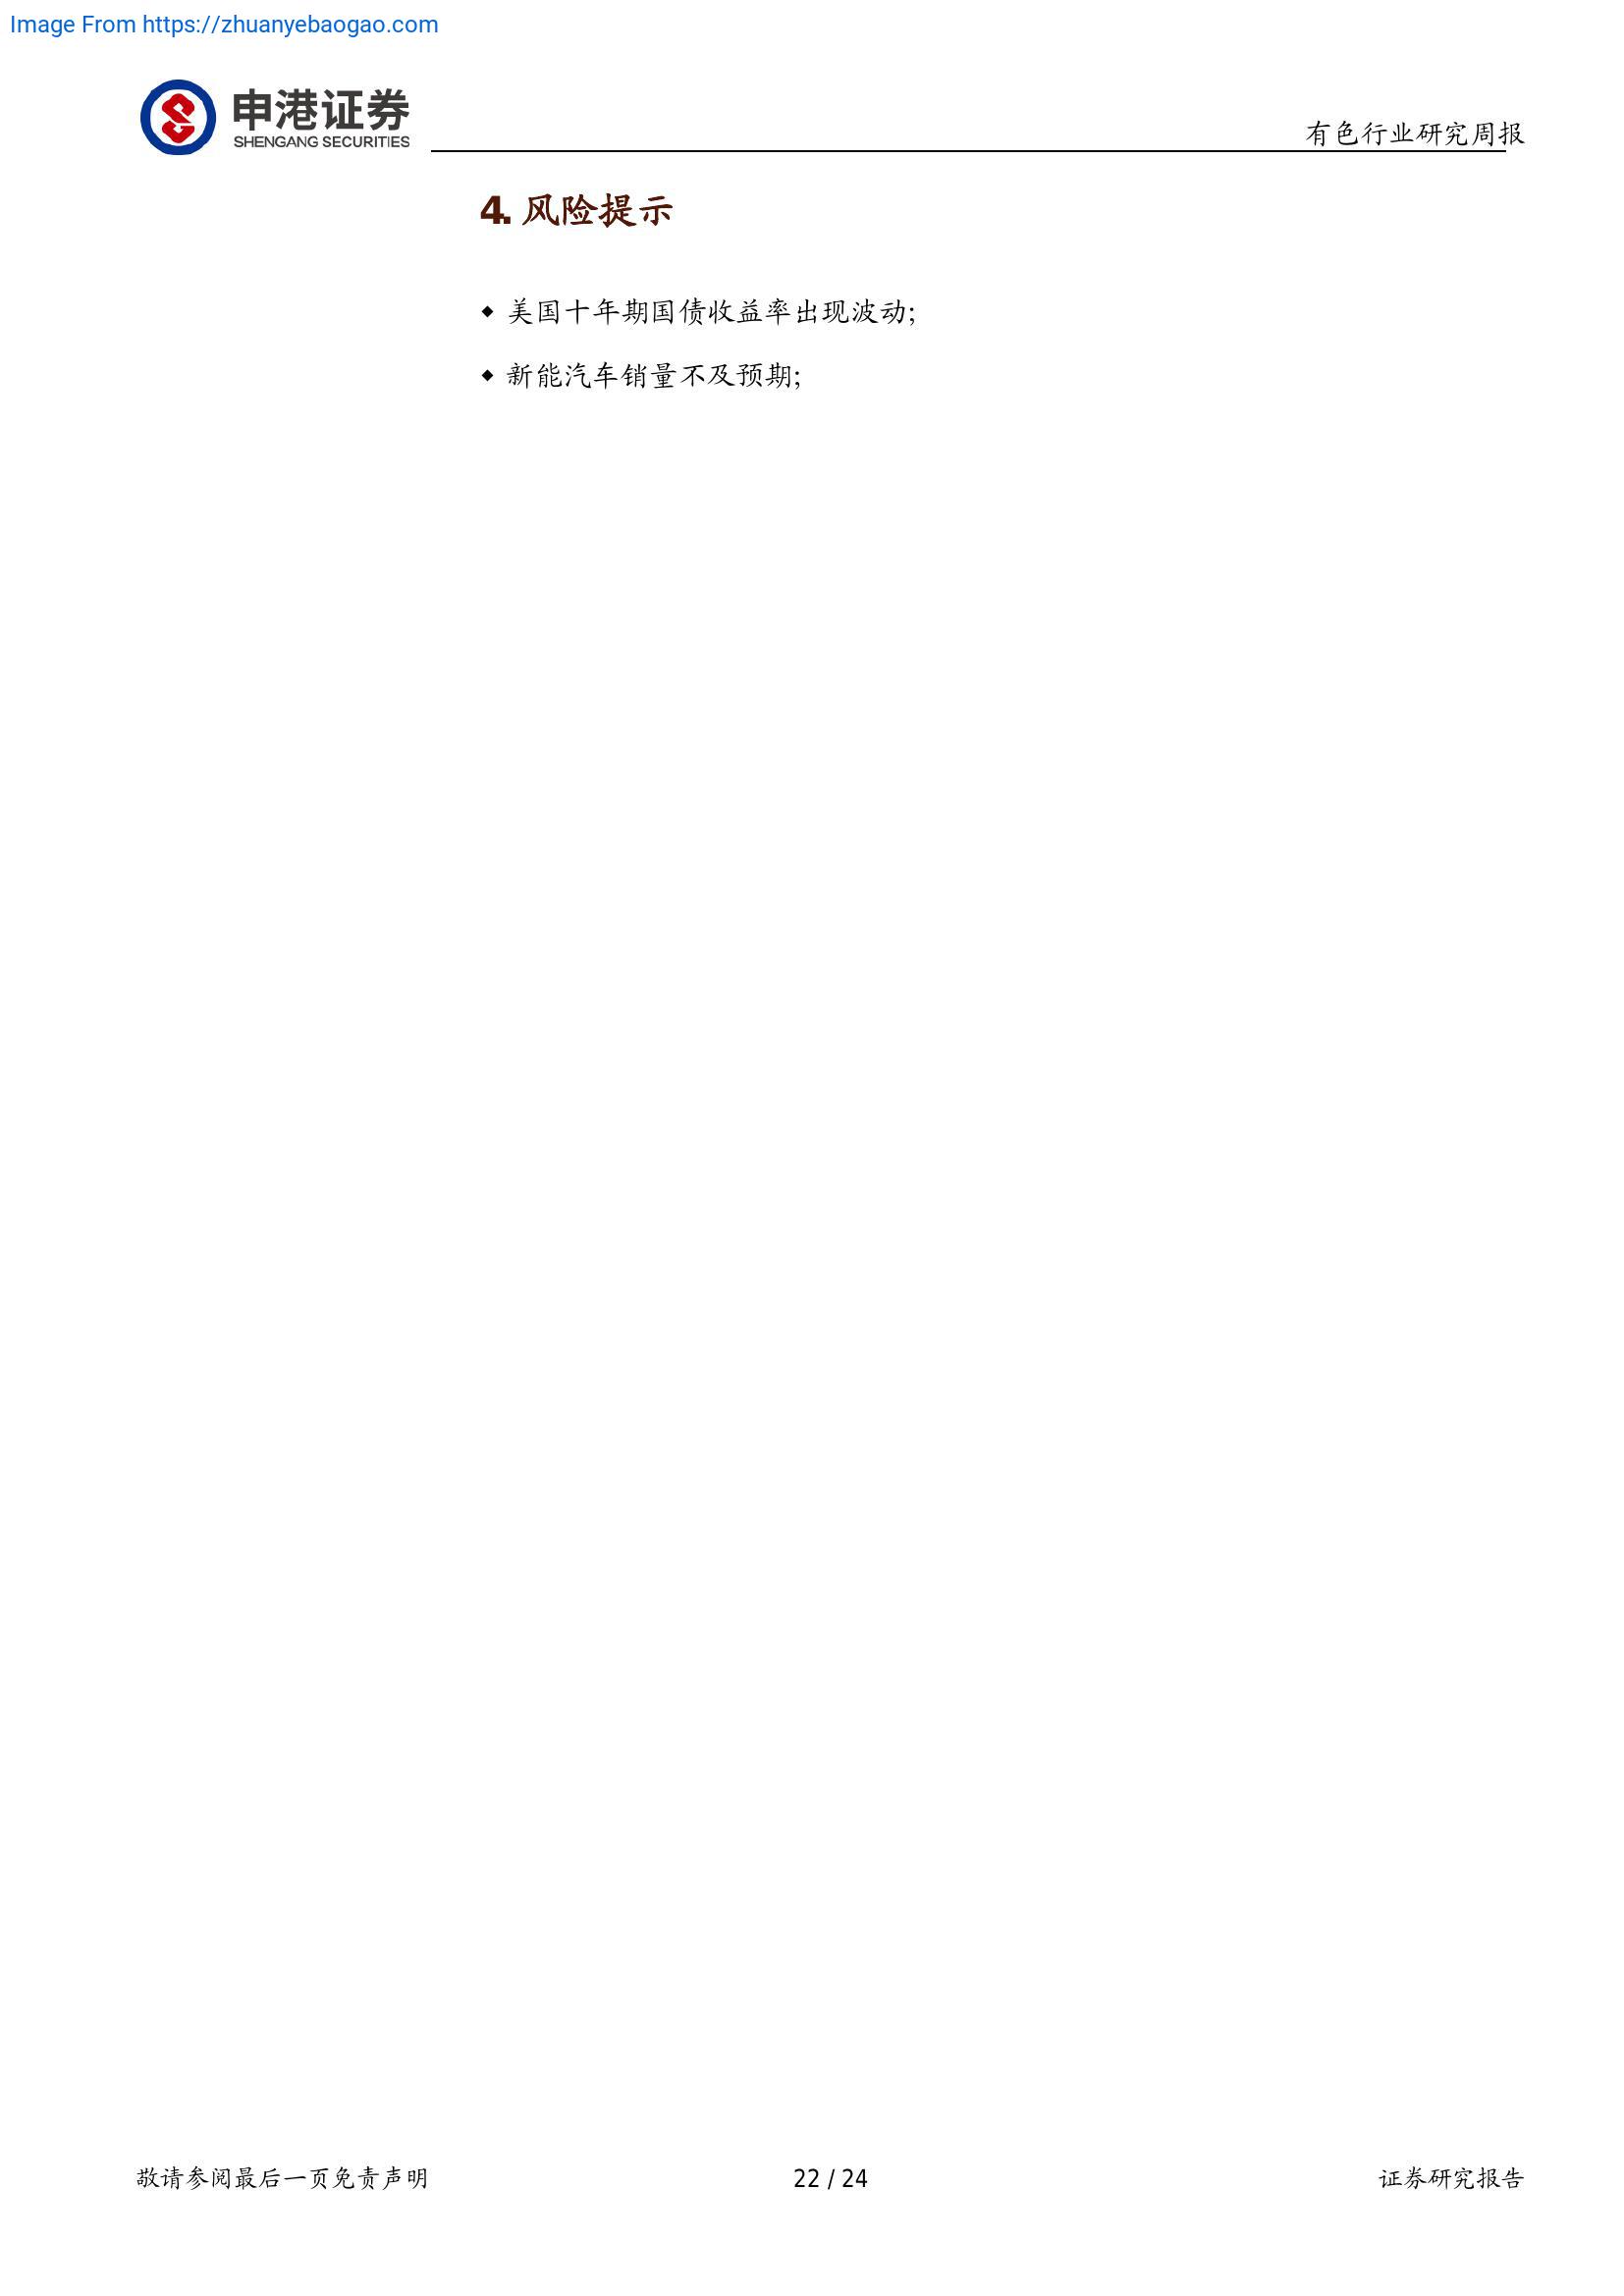 Image From https://zhuanyebaogao.com
申港证券
SHENGANG SECURITIES
有色行业研究周报
4. 风险提示
◆ 美国十年期国债收益率出现波动;
◆ 新能汽车销量不及预期;
敬请参阅最后一页免责声明
22 / 24
证券研究报告